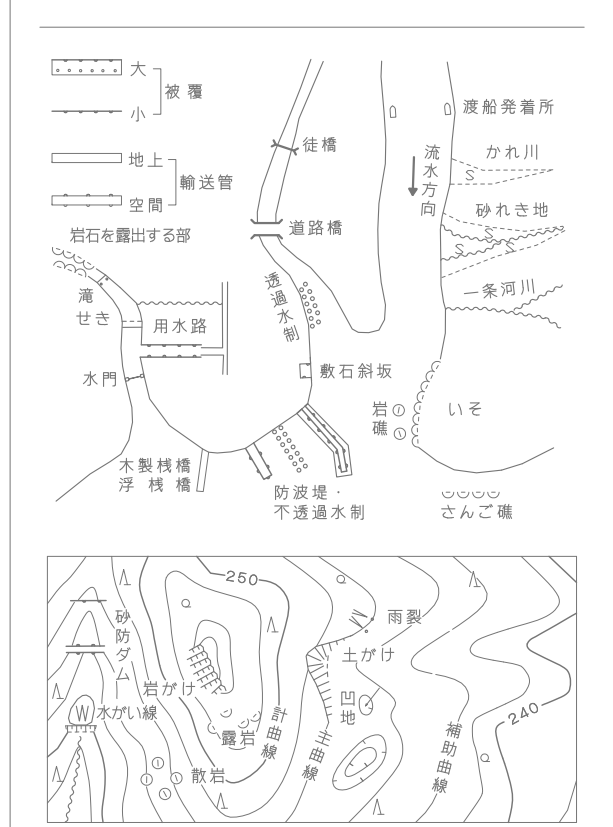 大
被覆
小
地上
輸送管
空間
岩石を露出する部
滝
せき
用水路
水門
木製桟橋
浮桟橋
徒橋
道路橋
透過水制
敷石斜坂
防波堤・
不透過水制
流水方向
渡船発着所
かれ川
砂れき地
一条河川
岩礁
いそ
さんご礁
250
砂防ダム
雨裂
土がけ
岩がけ
W
水がい線
凹地
240
露岩
計曲線
主曲線
補助曲線
散岩